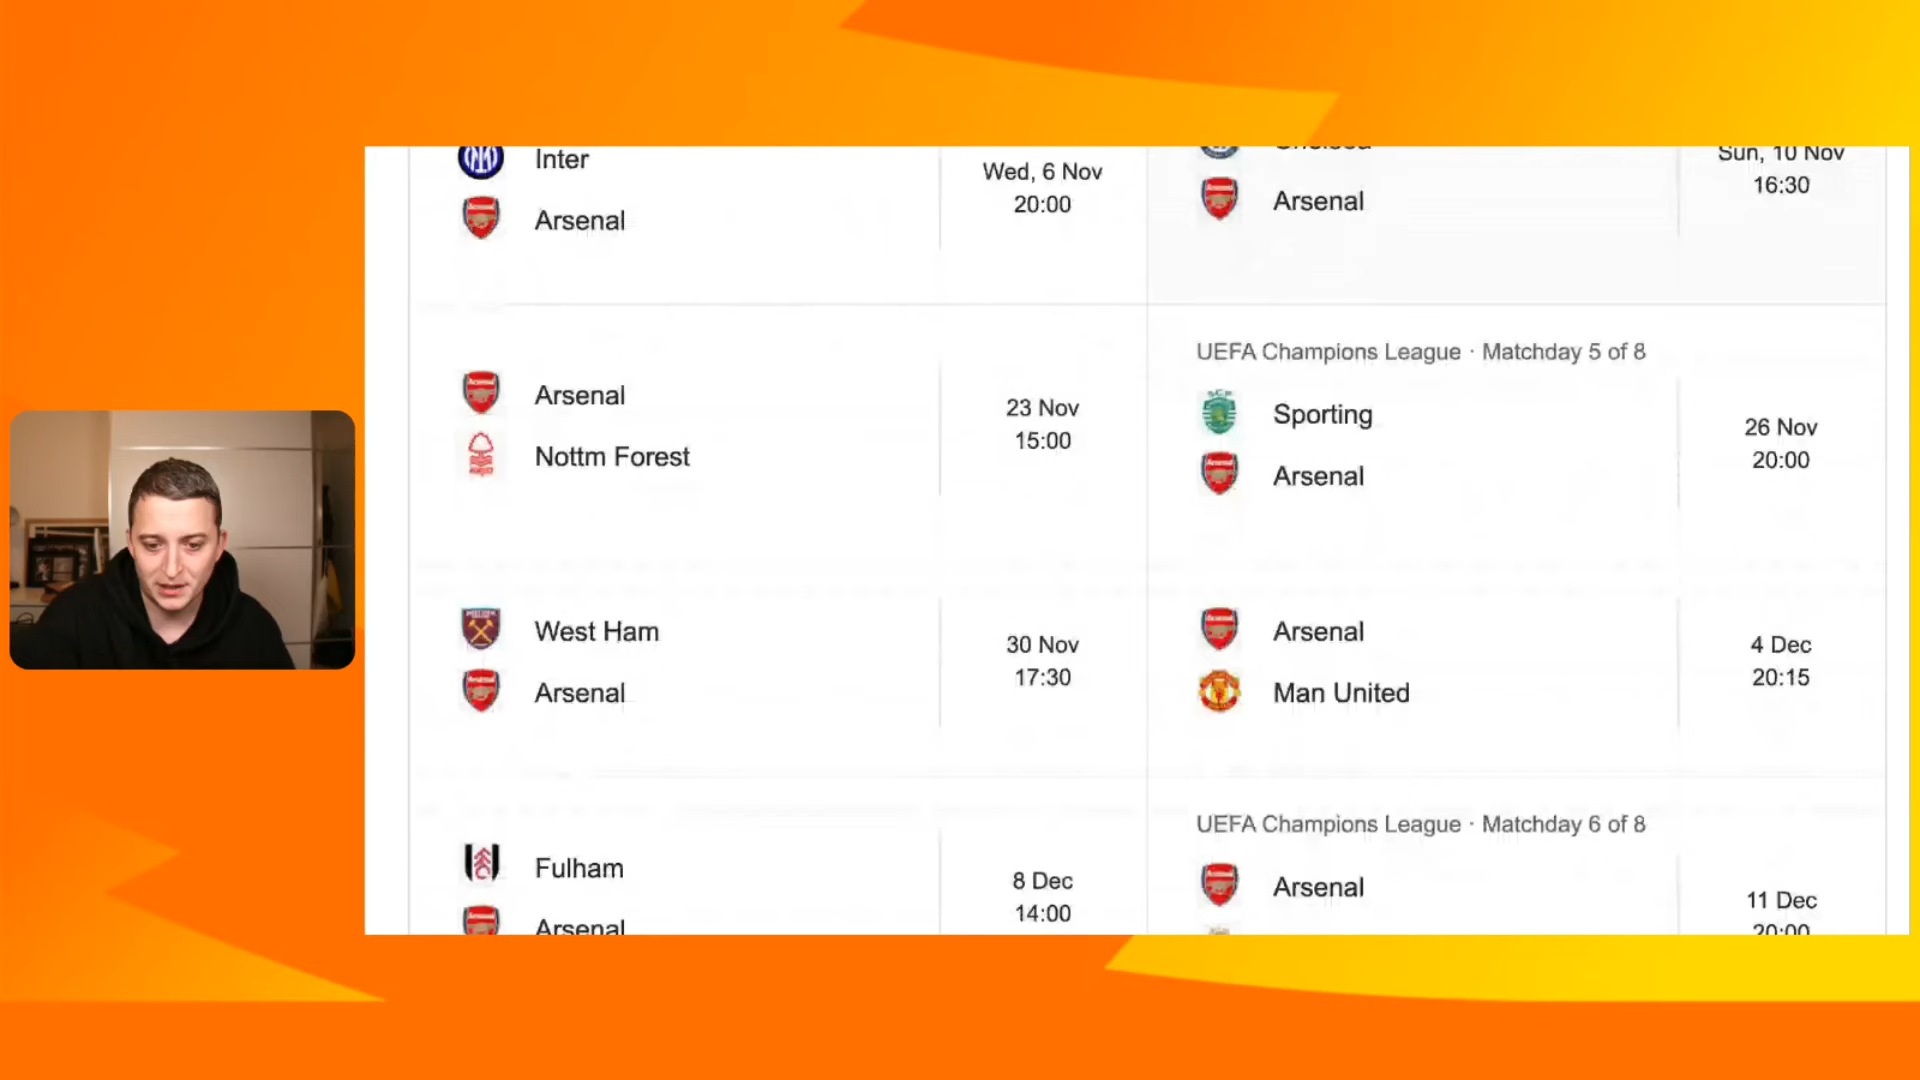 Inter
Arsenal
Wed, 6 Nov
20:00
Chelsea
Arsenal
Sun, 10 Nov
16:30
Arsenal
Nottm Forest
23 Nov
15:00
UEFA Champions League · Matchday 5 of 8
Sporting
Arsenal
26 Nov
20:00
West Ham
Arsenal
30 Nov
17:30
Arsenal
Man United
4 Dec
20:15
Fulham
Arsenal
8 Dec
14:00
UEFA Champions League · Matchday 6 of 8
Arsenal
11 Dec
20:00